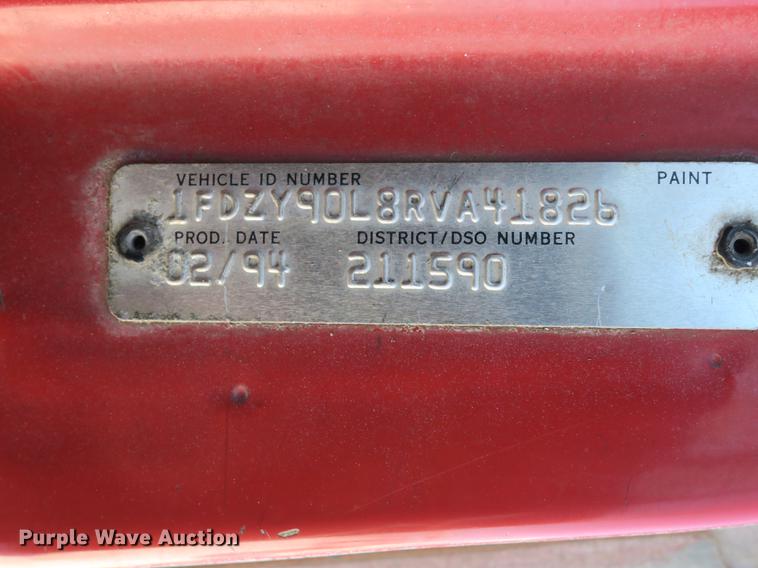 VEHICLE ID NUMBER PAINT
1FDZY90L8RVA41826
PROD. DATE DISTRICT/DSO NUMBER
02/94 211590
Purple Wave Auction